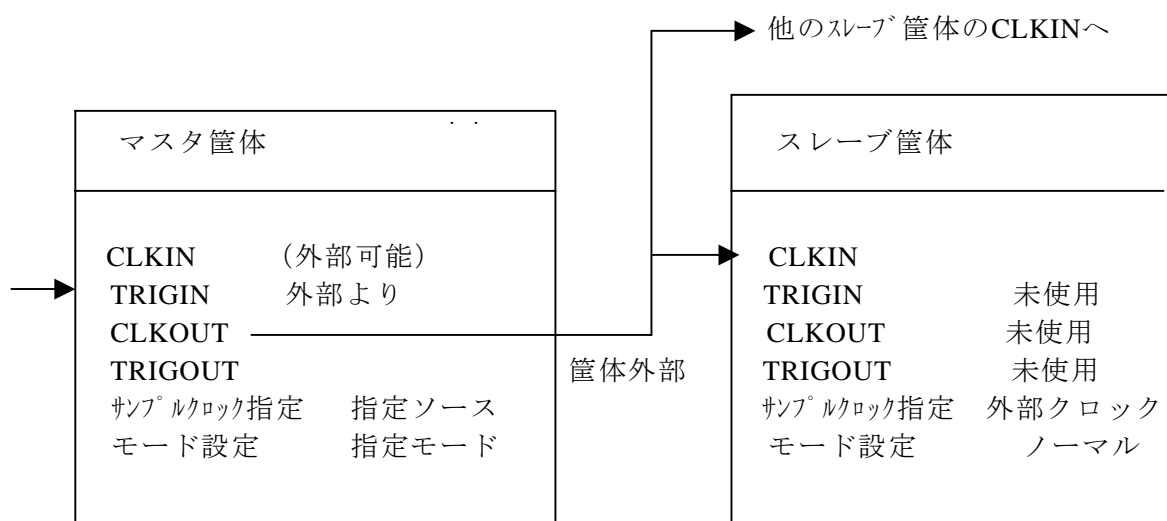 他のｽﾚｰﾌﾞ筐体のCLKINへ
マスタ筐体
CLKIN (外部可能)
TRIGIN 外部より
CLKOUT
TRIGOUT
ｻﾝﾌﾟﾙｸﾛｯｸ指定 指定ソース
モード設定 指定モード
筐体外部
スレーブ筐体
CLKIN
TRIGIN 未使用
CLKOUT 未使用
TRIGOUT 未使用
ｻﾝﾌﾟﾙｸﾛｯｸ指定 外部クロック
モード設定 ノーマル